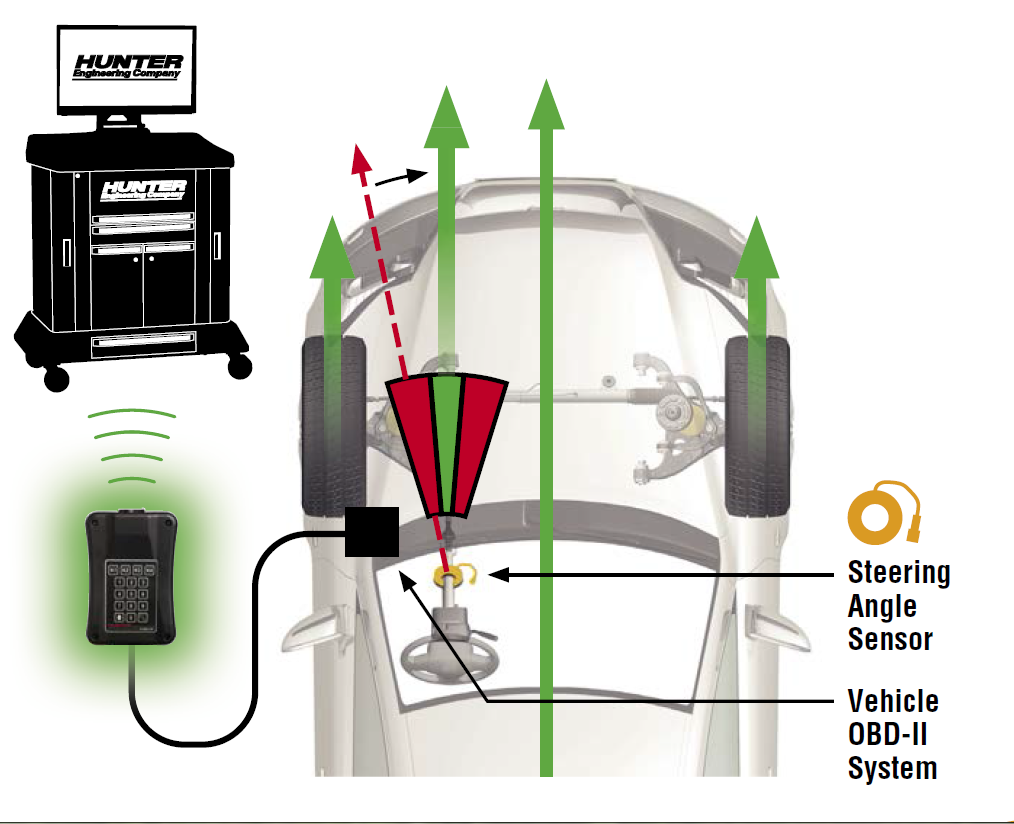 HUNTER
Engineering Company
HUNTER
Engineering Company
Steering
Angle
Sensor
Vehicle
OBD-II
System